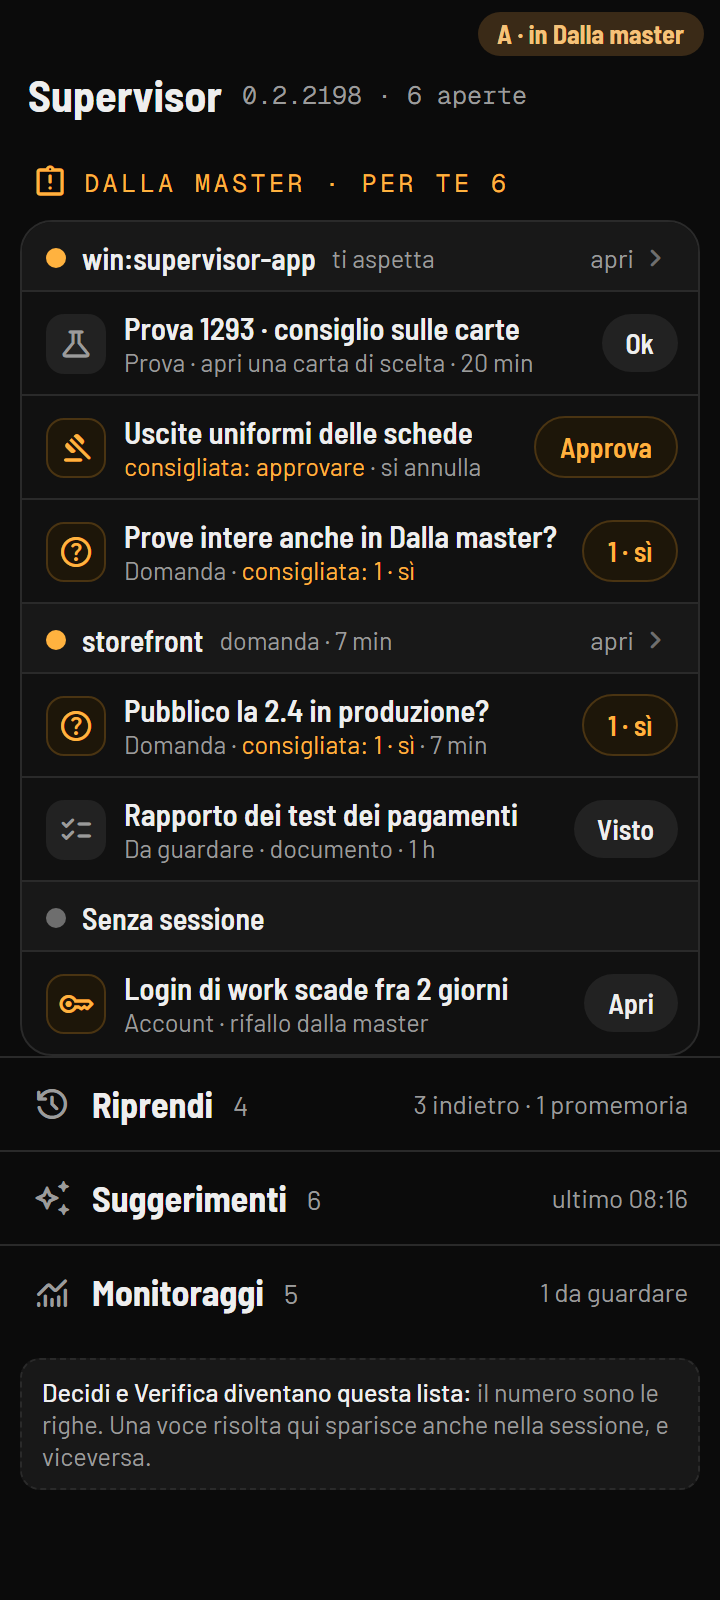 A · in Dalla master
Supervisor 0.2.2198 · 6 aperte
DALLA MASTER · PER TE 6
win:supervisor-app ti aspetta apri
Prova 1293 · consiglio sulle carte
Prova · apri una carta di scelta · 20 min
Ok
Uscite uniformi delle schede
consigliata: approvare · si annulla
Approva
Prove intere anche in Dalla master?
Domanda · consigliata: 1 · sì
1 · sì
storefront domanda · 7 min apri
Pubblico la 2.4 in produzione?
Domanda · consigliata: 1 · sì · 7 min
1 · sì
Rapporto dei test dei pagamenti
Da guardare · documento · 1 h
Visto
Senza sessione
Login di work scade fra 2 giorni
Account · rifallo dalla master
Apri
Riprendi 4 3 indietro · 1 promemoria
Suggerimenti 6 ultimo 08:16
Monitoraggi 5 1 da guardare
Decidi e Verifica diventano questa lista: il numero sono le
righe. Una voce risolta qui sparisce anche nella sessione, e
viceversa.